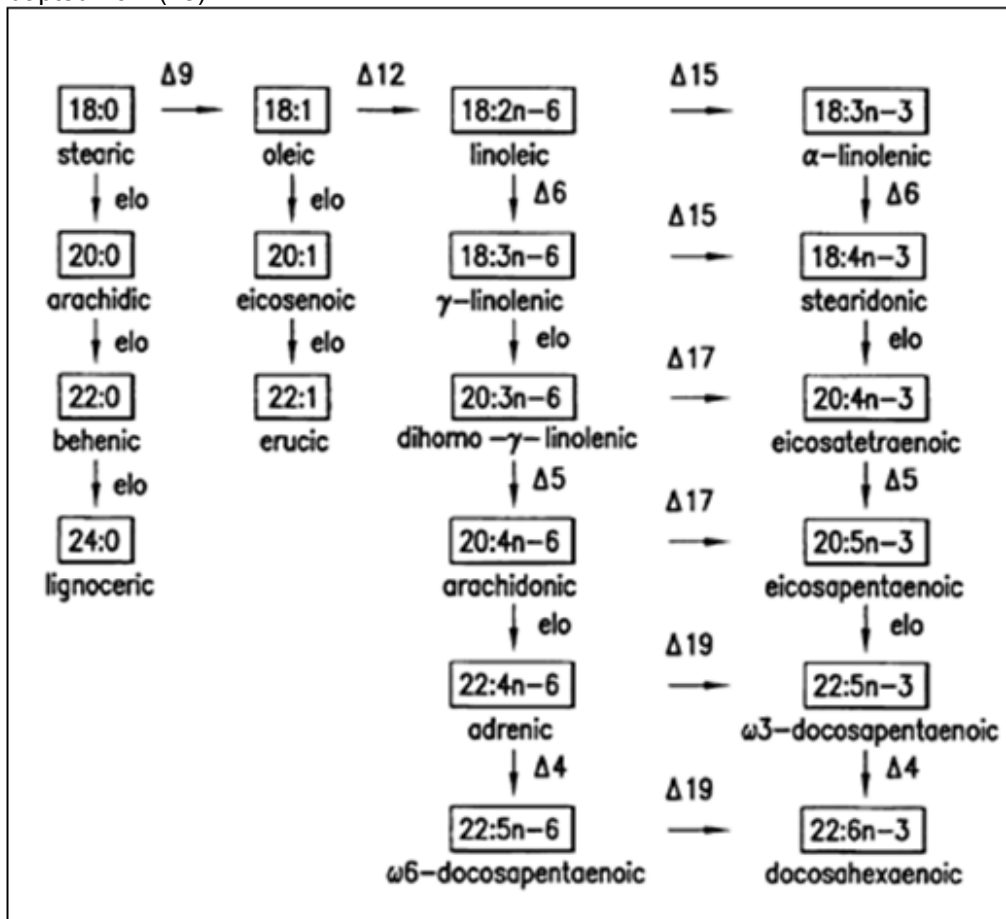 Δ9 Δ12 Δ15
18:0 18:1 18:2n-6 18:3n-3
stearic oleic linoleic α-linolenic
elo elo Δ6 Δ15 Δ6
20:0 20:1 18:3n-6 18:4n-3
arachidic eicosenoic γ-linolenic stearidonic
elo elo elo Δ17 elo
22:0 22:1 20:3n-6 20:4n-3
behenic erucic dihomo-γ-linolenic eicosatetraenoic
elo Δ5 Δ17 Δ5
24:0 20:4n-6 20:5n-3
lignoceric arachidonic eicosapentaenoic
elo Δ19 elo
22:4n-6 22:5n-3
adrenic ω3-docosapentaenoic
Δ4 Δ19 Δ4
22:5n-6 22:6n-3
ω6-docosapentaenoic docosahexaenoic